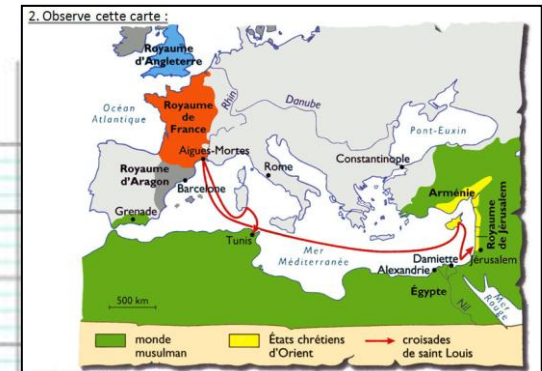 2. Observe cette carte :
Royaume
d'Angleterre
Océan
Atlantique
Royaume
de
France
Rhin
Danube
Pont-Euxin
Aigues-Mortes
Royaume
d'Aragon
Barcelone
Rome
Constantinople
Grenade
Tunis
Arménie
Royaume
de Jérusalem
Mer
Méditerranée
Damiette
Jérusalem
Alexandrie
Égypte
Nil
Mer
Rouge
500 km
monde
musulman
États chrétiens
d'Orient
croisades
de saint Louis